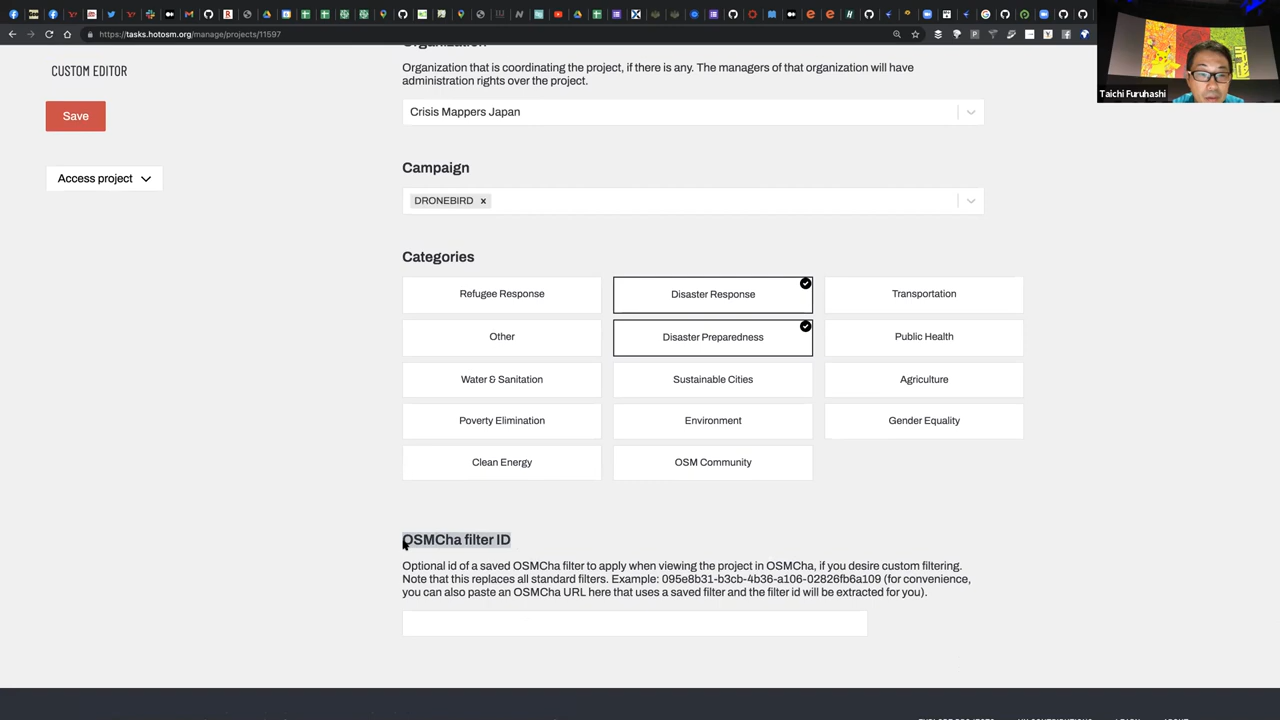 https://tasks.hotosm.org/manage/projects/11597
Taichi Furuhashi
CUSTOM EDITOR
Save
Access project
Organization
Organization that is coordinating the project, if there is any. The managers of that organization will have
administration rights over the project.
Crisis Mappers Japan
Campaign
DRONEBIRD ×
Categories
Refugee Response
Disaster Response
Transportation
Other
Disaster Preparedness
Public Health
Water & Sanitation
Sustainable Cities
Agriculture
Poverty Elimination
Environment
Gender Equality
Clean Energy
OSM Community
OSMCha filter ID
Optional id of a saved OSMCha filter to apply when viewing the project in OSMCha, if you desire custom filtering.
Note that this replaces all standard filters. Example: 095e8b31-b3cb-4b36-a106-02826fb6a109 (for convenience,
you can also paste an OSMCha URL here that uses a saved filter and the filter id will be extracted for you).